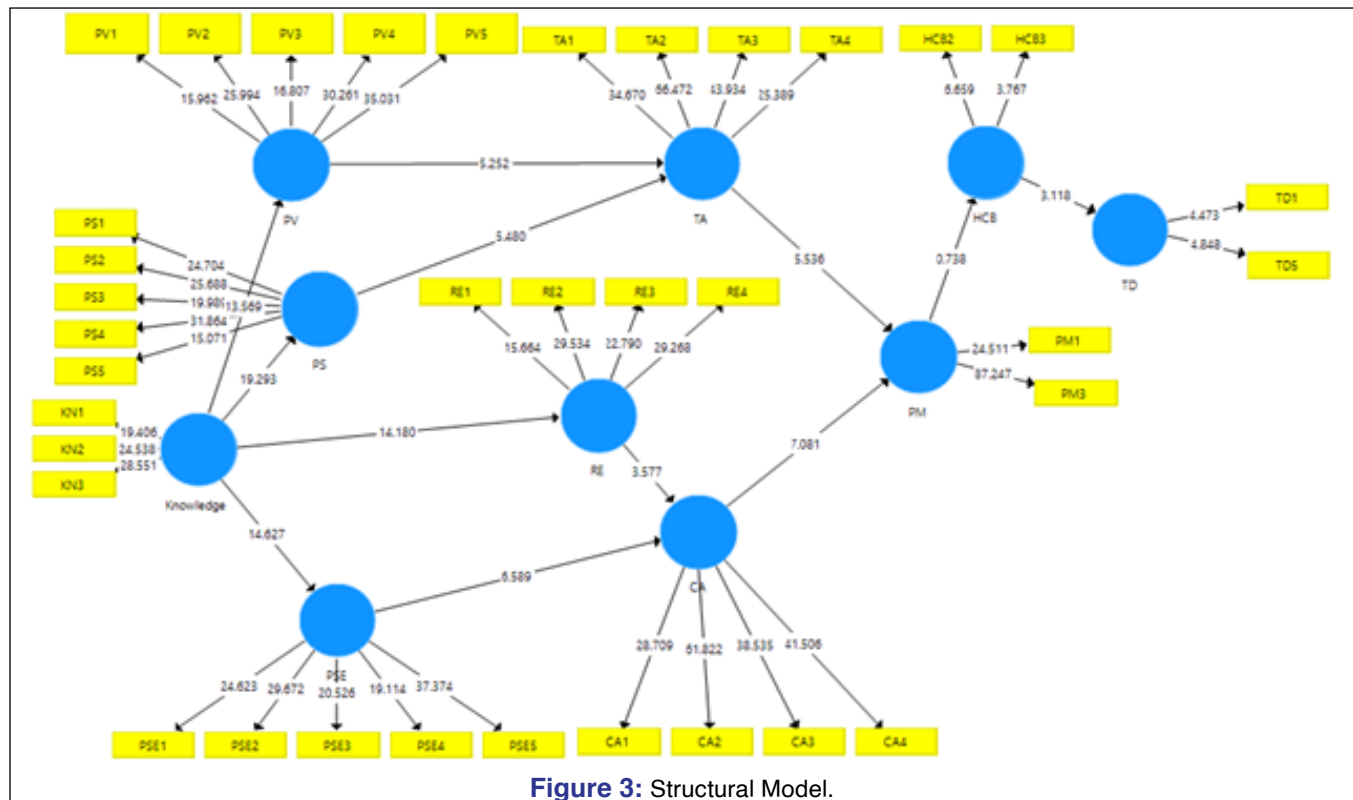 PV1 PV2 PV3 PV4 PV5
TA1 TA2 TA3 TA4
HCB2 HCB3
15.962 25.994 16.807 30.261 35.031
34.670 66.472 43.934 25.389
6.659 3.767
PV
5.252
TA
HCB
3.118
TD
4.473
4.848
TD1
TD5
PS1
PS2
PS3
PS4
PS5
24.704
25.688
31.864
15.071
13.569
PS
5.480
5.536
0.738
RE1 RE2 RE3 RE4
15.664 29.534 22.790 29.268
19.293
RE
PM
24.511
87.247
PM1
PM3
KN1
KN2
KN3
19.406
24.538
28.551
Knowledge
14.180
3.577
7.081
14.627
6.589
CA
PSE
24.623 29.672 20.526 19.114 37.374
28.709 61.822 38.535 41.506
PSE1 PSE2 PSE3 PSE4 PSE5
CA1 CA2 CA3 CA4
Figure 3: Structural Model.